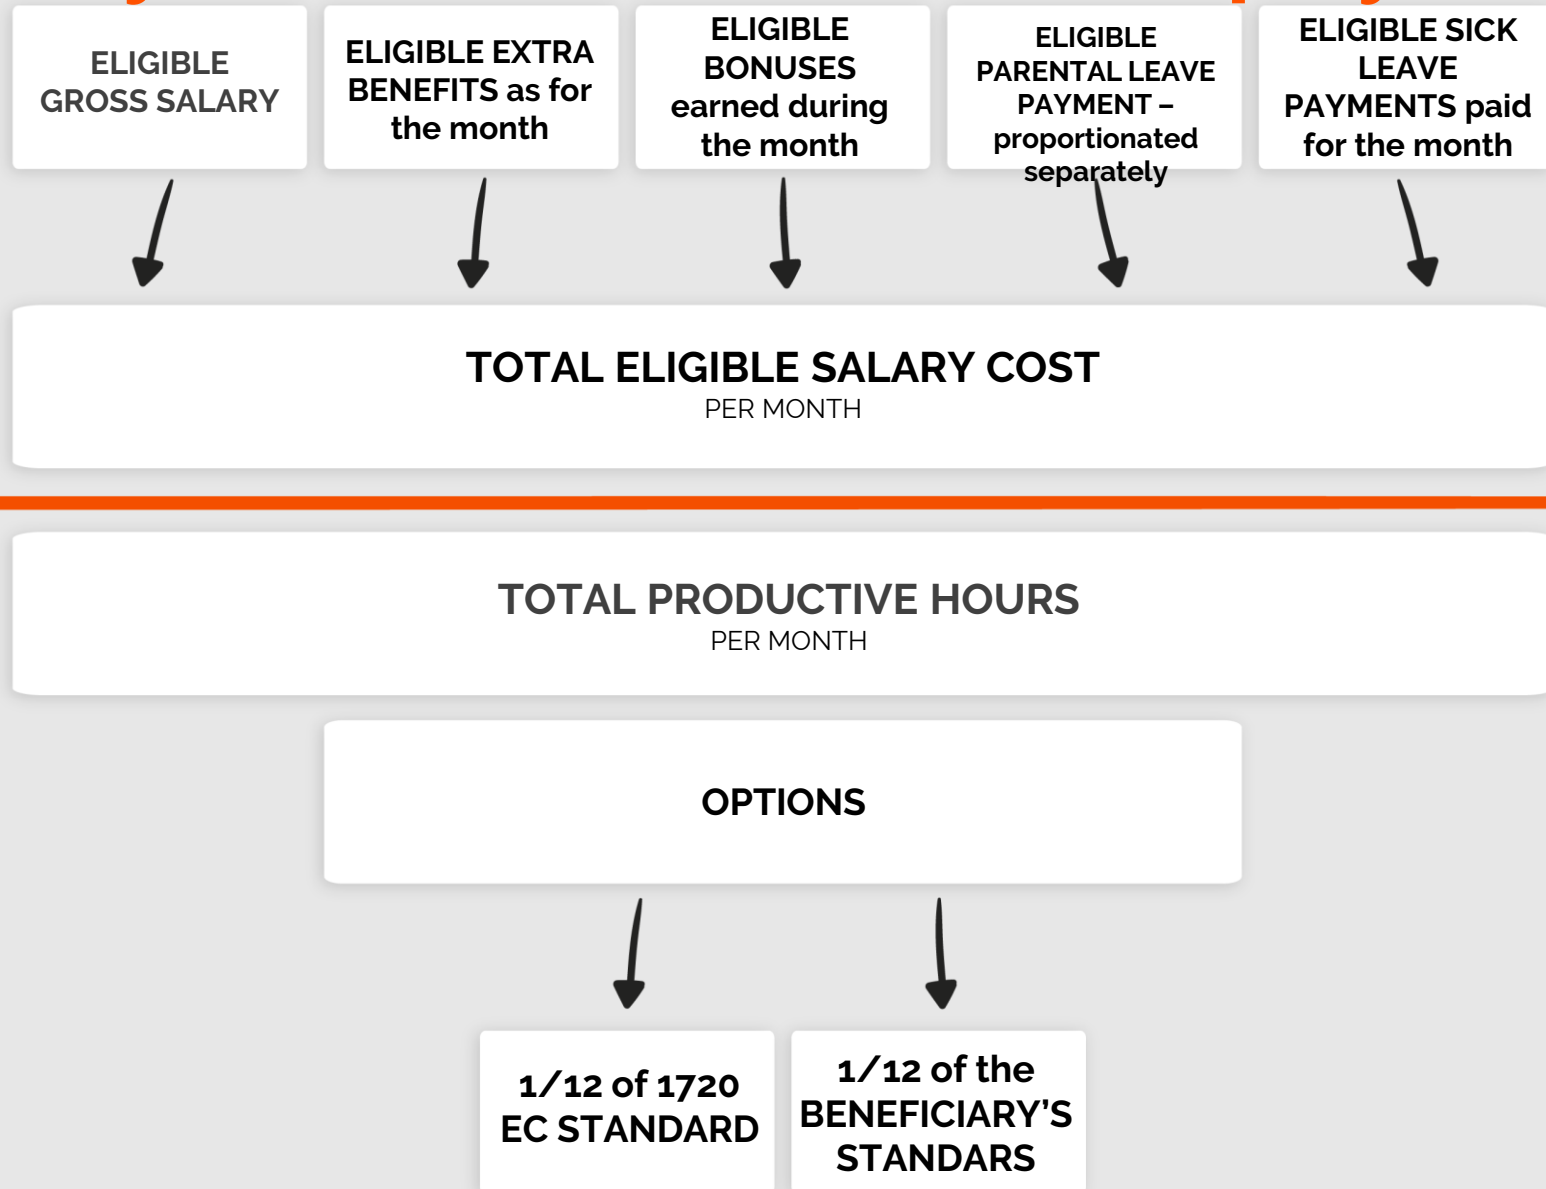 ELIGIBLE
GROSS SALARY
ELIGIBLE EXTRA
BENEFITS as for
the month
ELIGIBLE
BONUSES
earned during
the month
ELIGIBLE
PARENTAL LEAVE
PAYMENT –
proportionated
separately
ELIGIBLE SICK
LEAVE
PAYMENTS paid
for the month
TOTAL ELIGIBLE SALARY COST
PER MONTH
TOTAL PRODUCTIVE HOURS
PER MONTH
OPTIONS
1/12 of 1720
EC STANDARD
1/12 of the
BENEFICIARY’S
STANDARS